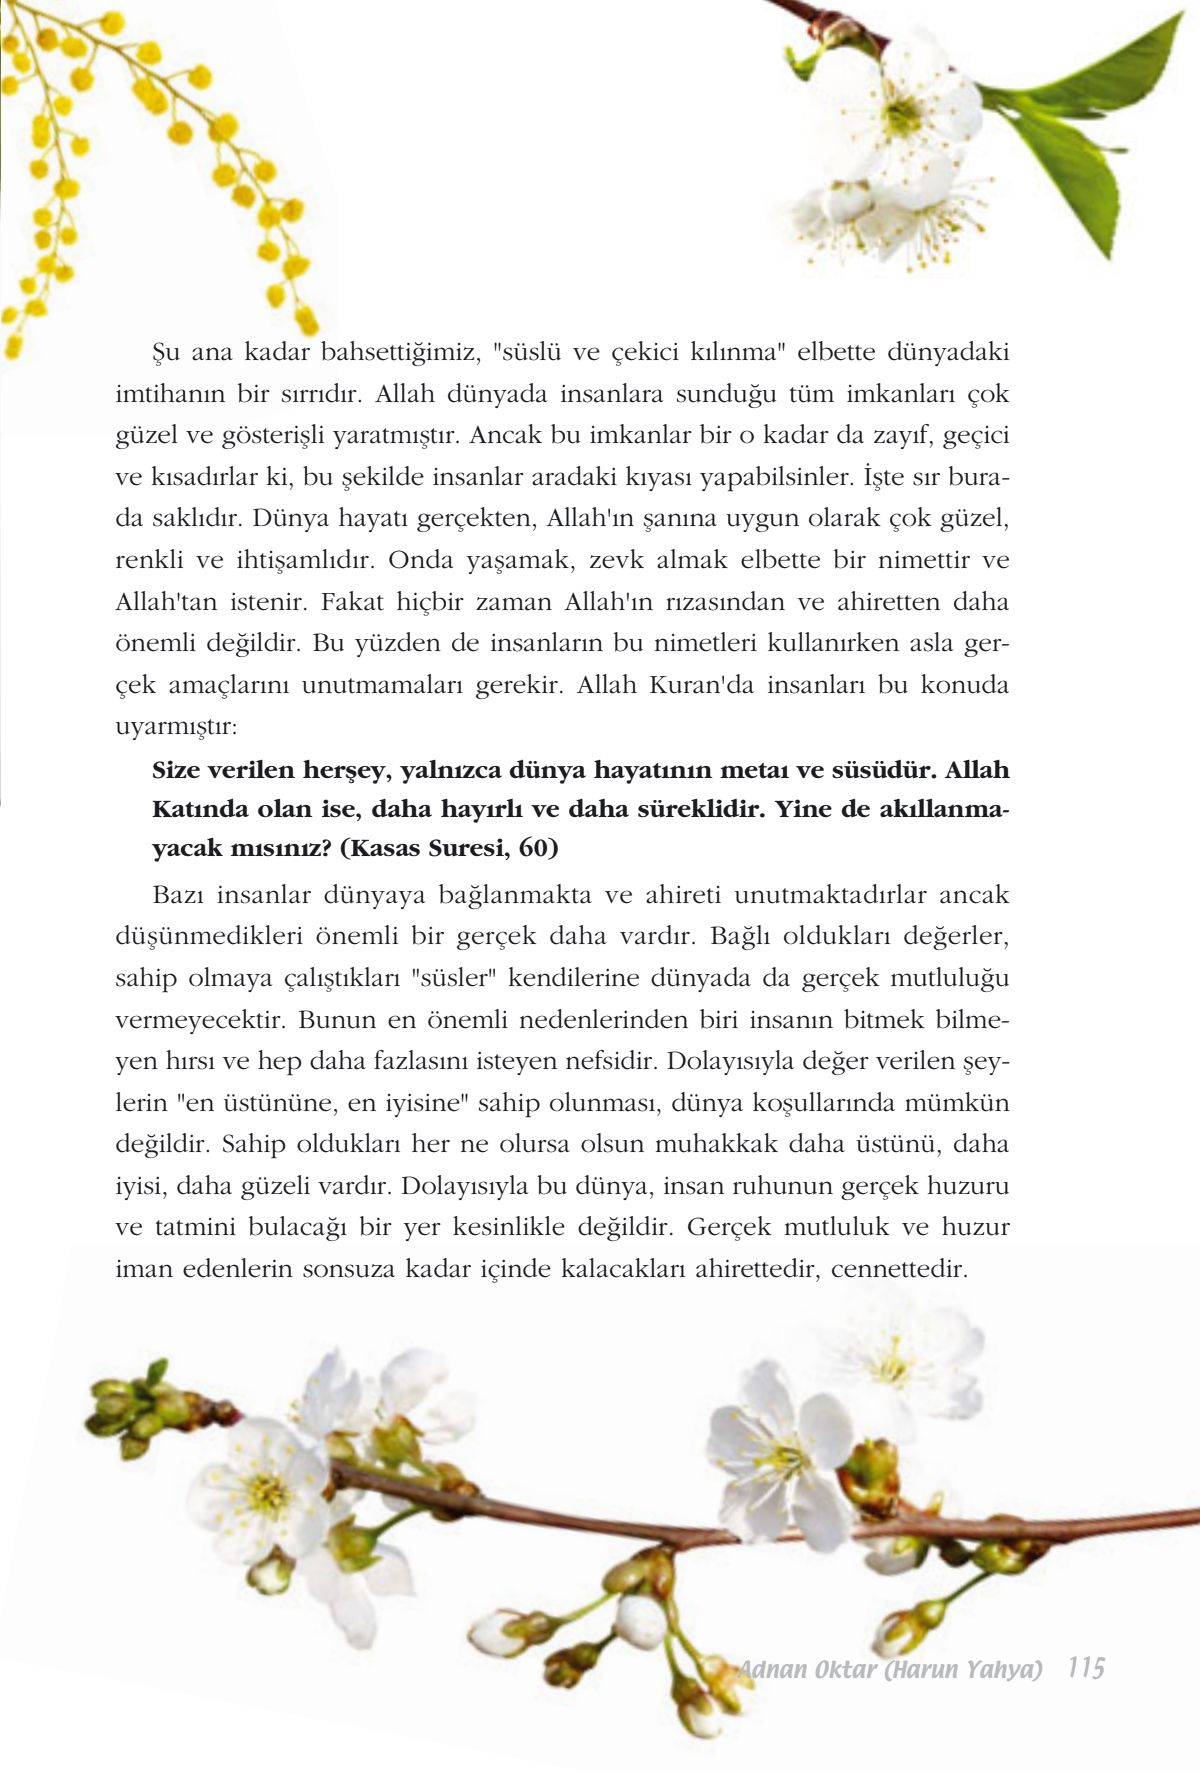 Şu ana kadar bahsettiğimiz, "süslü ve çekici kılınma" elbette dünyadaki
imtihanın bir sırrıdır. Allah dünyada insanlara sunduğu tüm imkanları çok
güzel ve gösterişli yaratmıştır. Ancak bu imkanlar bir o kadar da zayıf, geçici
ve kısadırlar ki, bu şekilde insanlar aradaki kıyası yapabilsinler. İşte sır bura-
da saklıdır. Dünya hayatı gerçekten, Allah'ın şanına uygun olarak çok güzel,
renkli ve ihtişamlıdır. Onda yaşamak, zevk almak elbette bir nimettir ve
Allah'tan istenir. Fakat hiçbir zaman Allah'ın rızasından ve ahiretten daha
önemli değildir. Bu yüzden de insanların bu nimetleri kullanırken asla ger-
çek amaçlarını unutmamaları gerekir. Allah Kuran'da insanları bu konuda
uyarmıştır:
Size verilen herşey, yalnızca dünya hayatının metaı ve süsüdür. Allah
Katında olan ise, daha hayırlı ve daha süreklidir. Yine de akıllanma-
yacak mısınız? (Kasas Suresi, 60)
Bazı insanlar dünyaya bağlanmakta ve ahireti unutmaktadırlar ancak
düşünmedikleri önemli bir gerçek daha vardır. Bağlı oldukları değerler,
sahip olmaya çalıştıkları "süsler" kendilerine dünyada da gerçek mutluluğu
vermeyecektir. Bunun en önemli nedenlerinden biri insanın bitmek bilme-
yen hırsı ve hep daha fazlasını isteyen nefsidir. Dolayısıyla değer verilen şey-
lerin "en üstününe, en iyisine" sahip olunması, dünya koşullarında mümkün
değildir. Sahip oldukları her ne olursa olsun muhakkak daha üstünü, daha
iyisi, daha güzeli vardır. Dolayısıyla bu dünya, insan ruhunun gerçek huzuru
ve tatmini bulacağı bir yer kesinlikle değildir. Gerçek mutluluk ve huzur
iman edenlerin sonsuza kadar içinde kalacakları ahirettedir, cennettedir.
Adnan Oktar (Harun Yahya) 115